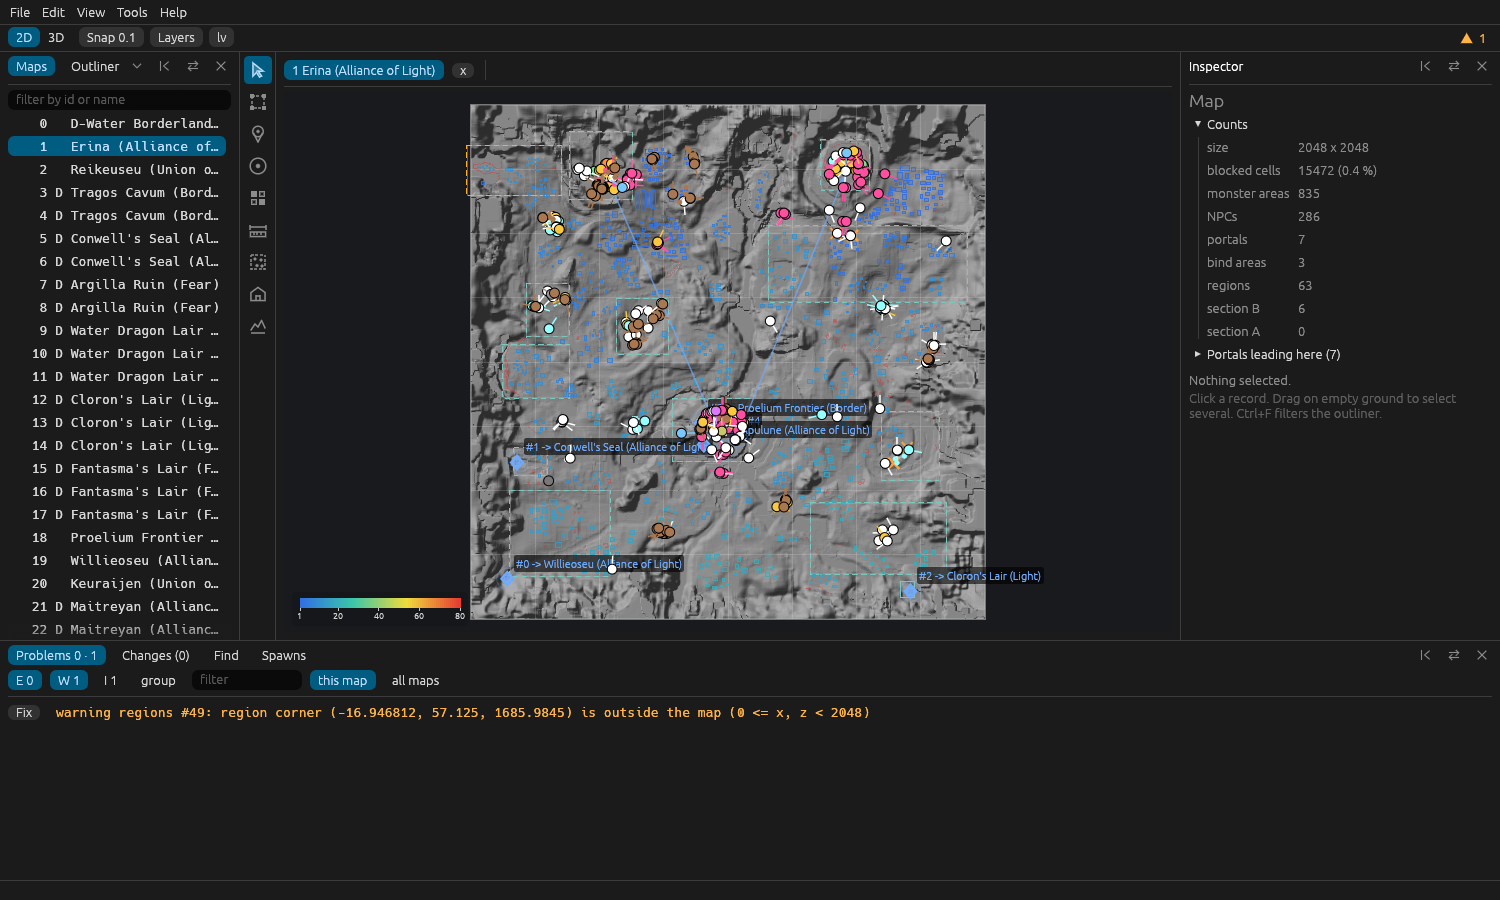 File Edit View Tools Help
2D 3D Snap 0.1 Layers lv 1
Maps Outliner
filter by id or name
0 D-Water Borderland…
1 Erina (Alliance of…
2 Reikeuseu (Union o…
3 D Tragos Cavum (Bord…
4 D Tragos Cavum (Bord…
5 D Conwell's Seal (Al…
6 D Conwell's Seal (Al…
7 D Argilla Ruin (Fear)
8 D Argilla Ruin (Fear)
9 D Water Dragon Lair …
10 D Water Dragon Lair …
11 D Water Dragon Lair …
12 D Cloron's Lair (Lig…
13 D Cloron's Lair (Lig…
14 D Cloron's Lair (Lig…
15 D Fantasma's Lair (F…
16 D Fantasma's Lair (F…
17 D Fantasma's Lair (F…
18 Proelium Frontier …
19 Willieoseu (Allian…
20 Keuraijen (Union o…
21 D Maitreyan (Allianc…
22 D Maitreyan (Allianc…
1 Erina (Alliance of Light) x
Proelium Frontier (Border)
#4
pulune (Alliance of Light)
#1 -> Conwell's Seal (Alliance of Ligh
#0 -> Willieoseu (Alliance of Light)
#2 -> Cloron's Lair (Light)
1 20 40 60 80
Inspector
Map
Counts
size 2048 x 2048
blocked cells 15472 (0.4 %)
monster areas 835
NPCs 286
portals 7
bind areas 3
regions 63
section B 6
section A 0
Portals leading here (7)
Nothing selected.
Click a record. Drag on empty ground to select
several. Ctrl+F filters the outliner.
Problems 0 · 1 Changes (0) Find Spawns
E 0 W 1 I 1 group filter this map all maps
Fix warning regions #49: region corner (-16.946812, 57.125, 1685.9845) is outside the map (0 <= x, z < 2048)